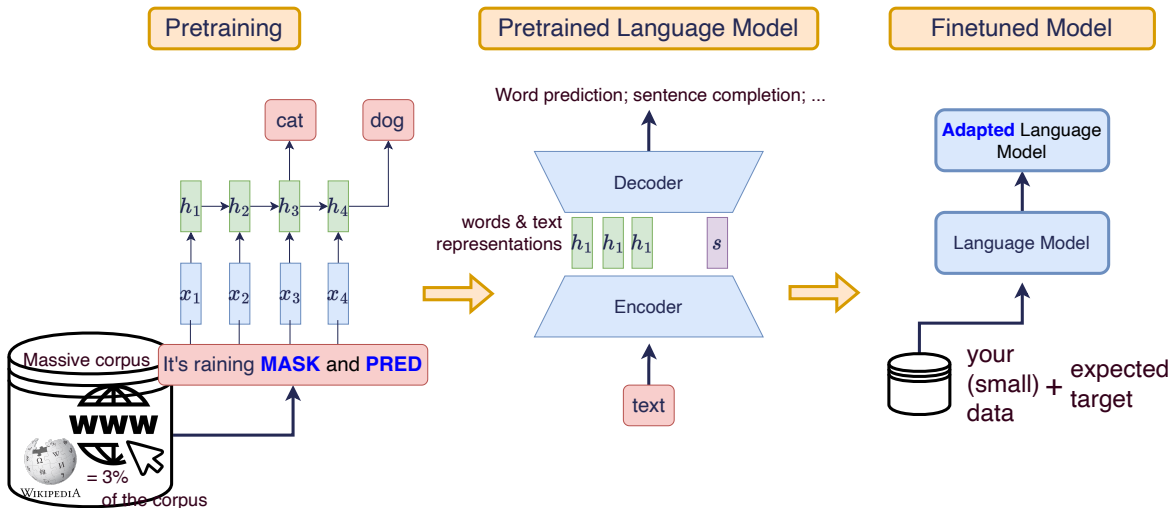 Pretraining
Pretrained Language Model
Finetuned Model
cat
dog
h₁
h₂
h₃
h₄
x₁
x₂
x₃
x₄
It's raining MASK and PRED
Massive corpus
www
WIKIPEDIA
= 3%
of the corpus
Word prediction; sentence completion; ...
Decoder
words & text
representations
h₁
h₁
h₁
s
Encoder
text
Adapted Language
Model
Language Model
your
(small)
data
+
expected
target